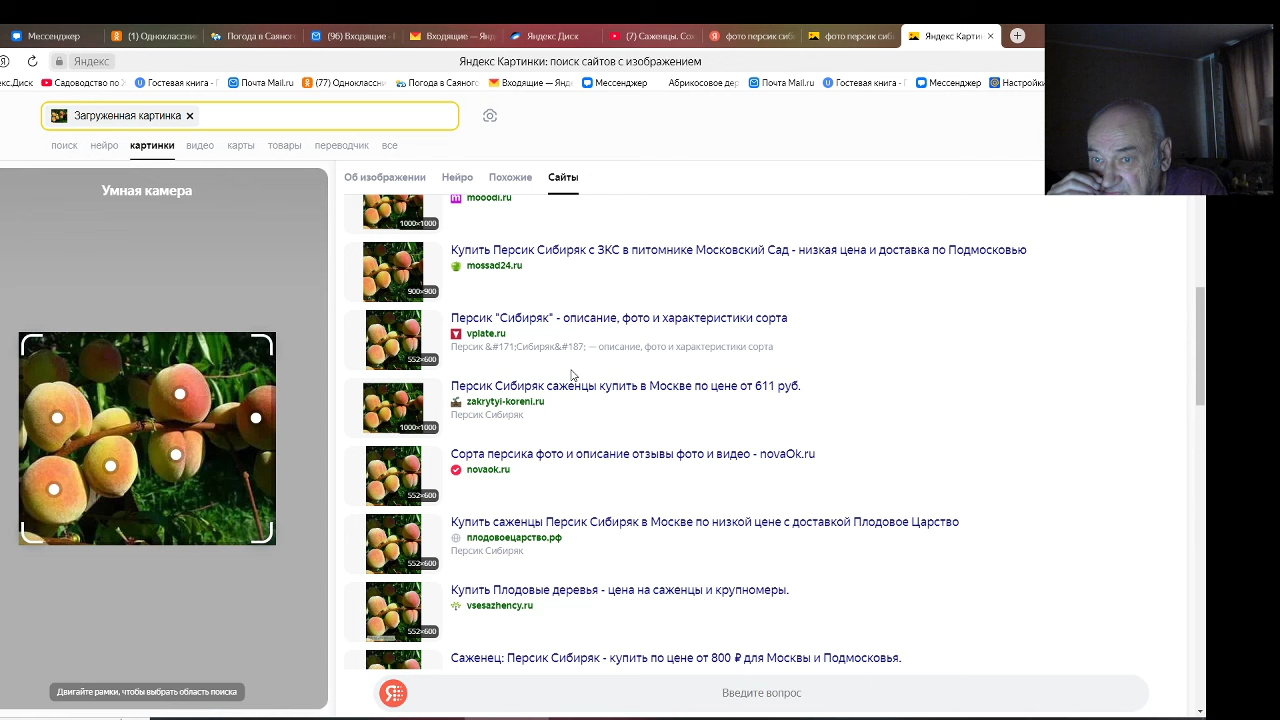 Мессенджер
(1) Одноклассни
Погода в Саяного
(96) Входящие -
Входящие — Янд
Яндекс Диск
(7) Саженцы. Сох
фото персик сиб
фото персик сиб
Яндекс Карти
Яндекс
Яндекс Картинки: поиск сайтов с изображением
екс.Диск
Садоводство по
Гостевая книга -
Почта Mail.ru
(77) Одноклассни
Погода в Саяног
Входящие — Янде
Мессенджер
Абрикосовое дер
Почта Mail.ru
Гостевая книга -
Мессенджер
Настройки
Загруженная картинка
поиск
нейро
картинки
видео
карты
товары
переводчик
все
Умная камера
Двигайте рамки, чтобы выбрать область поиска
Об изображении
Нейро
Похожие
Сайты
mooodi.ru
1000×1000
Купить Персик Сибиряк с ЗКС в питомнике Московский Сад - низкая цена и доставка по Подмосковью
mossad24.ru
900×900
Персик "Сибиряк" - описание, фото и характеристики сорта
vplate.ru
Персик &#171;Сибиряк&#187; — описание, фото и характеристики сорта
552×600
Персик Сибиряк саженцы купить в Москве по цене от 611 руб.
zakrytyi-koreni.ru
Персик Сибиряк
1000×1000
Сорта персика фото и описание отзывы фото и видео - novaOk.ru
novaok.ru
552×600
Купить саженцы Персик Сибиряк в Москве по низкой цене с доставкой Плодовое Царство
плодовоецарство.рф
Персик Сибиряк
552×600
Купить Плодовые деревья - цена на саженцы и крупномеры.
vsesazhency.ru
552×600
Саженец: Персик Сибиряк - купить по цене от 800 ₽ для Москвы и Подмосковья.
Введите вопрос